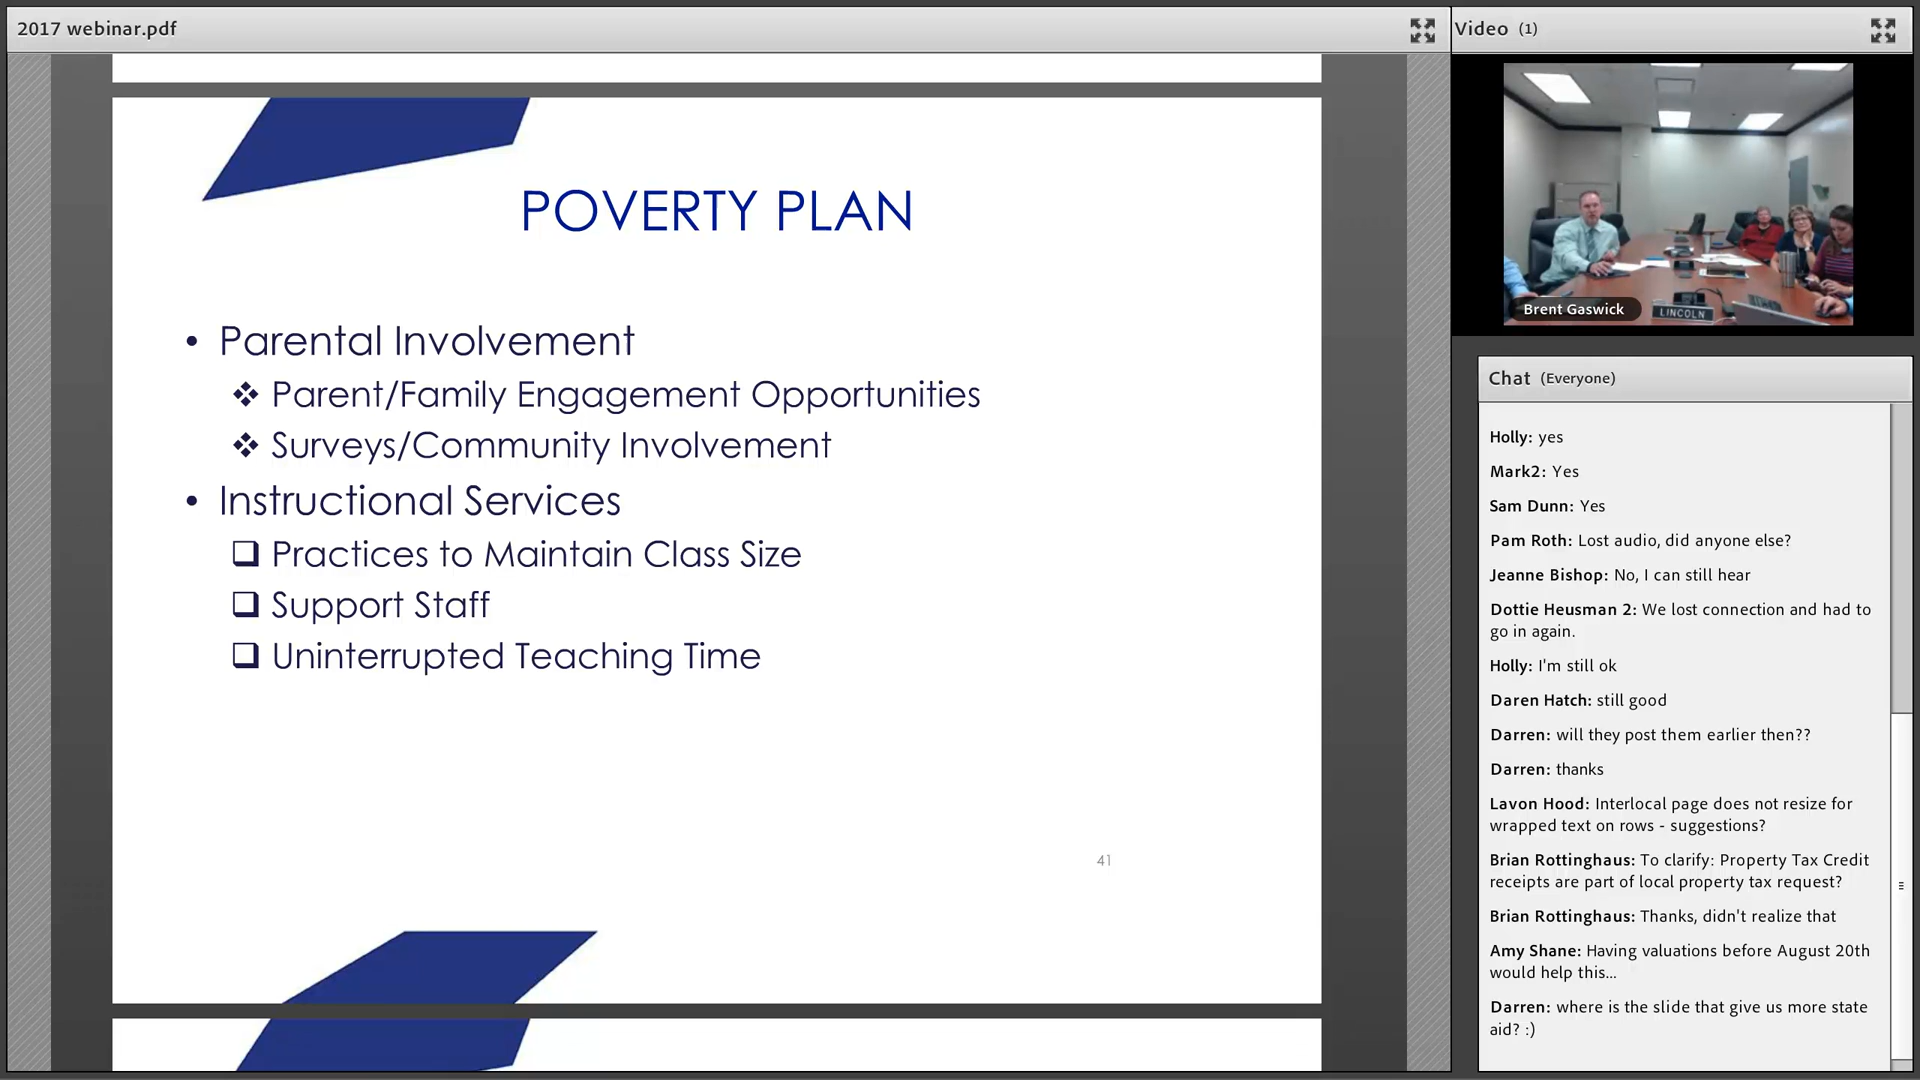 2017 webinar.pdf
POVERTY PLAN
• Parental Involvement
❖ Parent/Family Engagement Opportunities
❖ Surveys/Community Involvement
• Instructional Services
❑ Practices to Maintain Class Size
❑ Support Staff
❑ Uninterrupted Teaching Time
41
Video (1)
Brent Gaswick
LINCOLN
Chat (Everyone)
Holly: yes
Mark2: Yes
Sam Dunn: Yes
Pam Roth: Lost audio, did anyone else?
Jeanne Bishop: No, I can still hear
Dottie Heusman 2: We lost connection and had to
go in again.
Holly: I'm still ok
Daren Hatch: still good
Darren: will they post them earlier then??
Darren: thanks
Lavon Hood: Interlocal page does not resize for
wrapped text on rows - suggestions?
Brian Rottinghaus: To clarify: Property Tax Credit
receipts are part of local property tax request?
Brian Rottinghaus: Thanks, didn't realize that
Amy Shane: Having valuations before August 20th
would help this...
Darren: where is the slide that give us more state
aid? :)